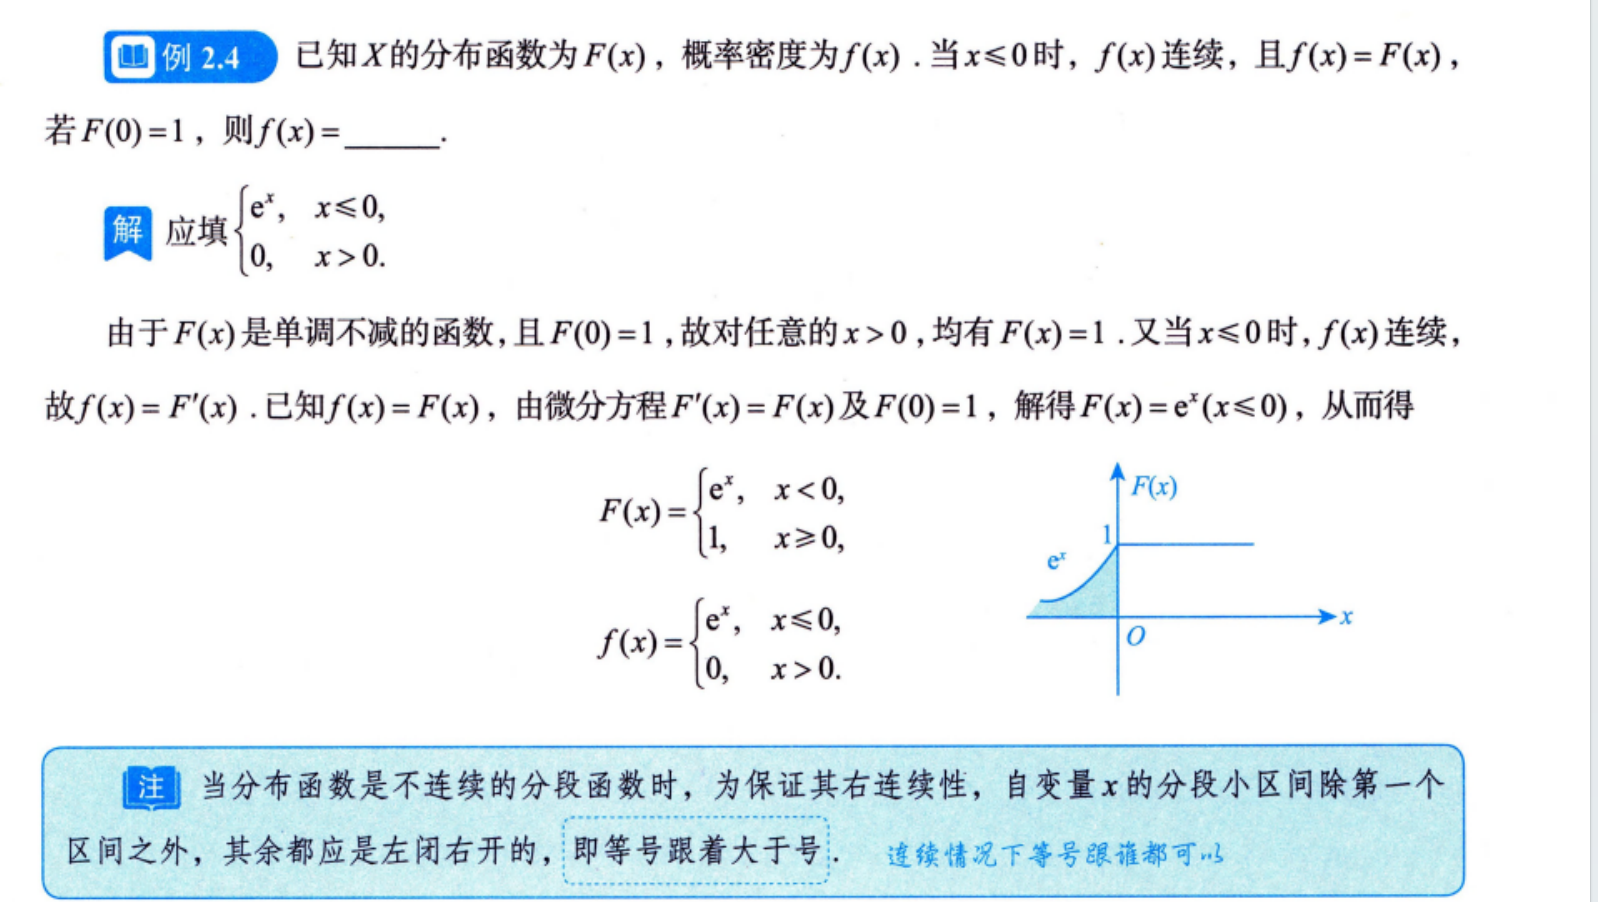 例 2.4 已知X的分布函数为F(x)，概率密度为f(x).当x≤0时，f(x)连续，且f(x)=F(x)，
若F(0)=1，则f(x)=______.
解 应填{e^x, x≤0,
0, x>0.
由于F(x)是单调不减的函数,且F(0)=1,故对任意的x>0,均有F(x)=1.又当x≤0时,f(x)连续，
故f(x)=F′(x).已知f(x)=F(x)，由微分方程F′(x)=F(x)及F(0)=1，解得F(x)=e^x(x≤0)，从而得
F(x)={e^x, x<0,
1, x≥0,
f(x)={e^x, x≤0,
0, x>0.
F(x)
1
e^x
x
O
注 当分布函数是不连续的分段函数时，为保证其右连续性，自变量x的分段小区间除第一个
区间之外，其余都应是左闭右开的，即等号跟着大于号. 连续情况下等号跟谁都可以